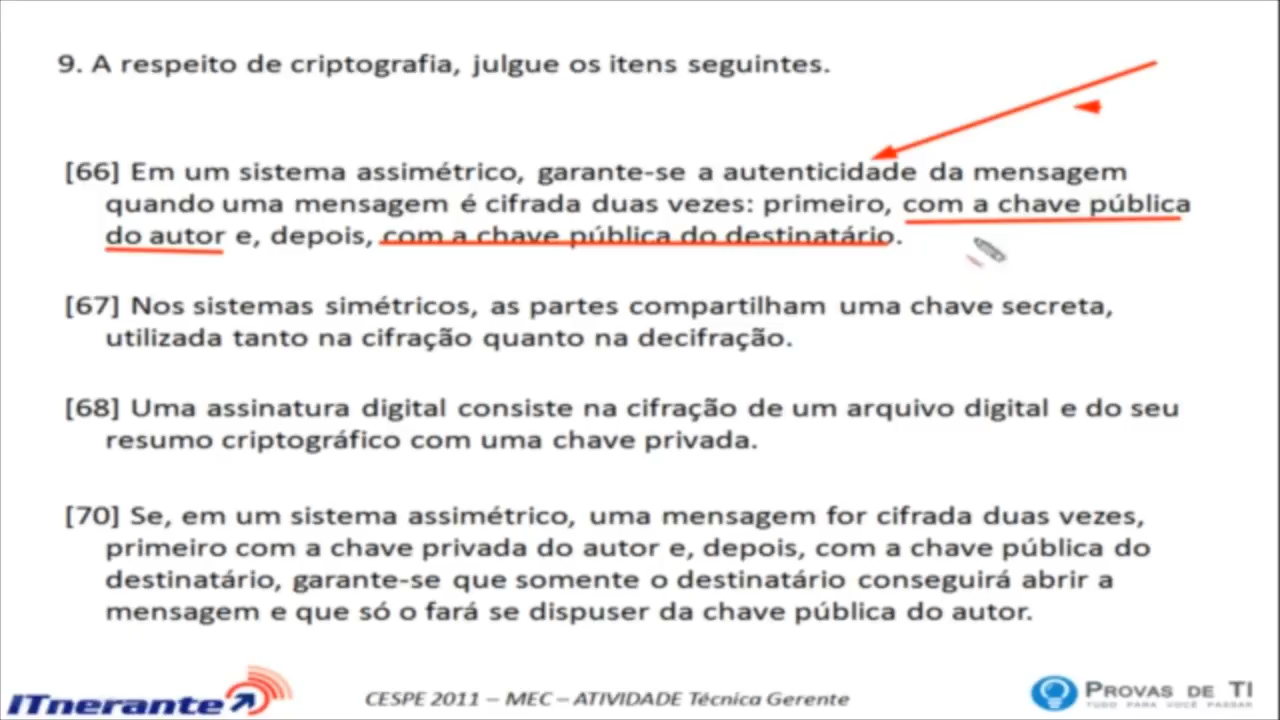 9. A respeito de criptografia, julgue os itens seguintes.
[66] Em um sistema assimétrico, garante-se a autenticidade da mensagem
quando uma mensagem é cifrada duas vezes: primeiro, com a chave pública
do autor e, depois, com a chave pública do destinatário.
[67] Nos sistemas simétricos, as partes compartilham uma chave secreta,
utilizada tanto na cifração quanto na decifração.
[68] Uma assinatura digital consiste na cifração de um arquivo digital e do seu
resumo criptográfico com uma chave privada.
[70] Se, em um sistema assimétrico, uma mensagem for cifrada duas vezes,
primeiro com a chave privada do autor e, depois, com a chave pública do
destinatário, garante-se que somente o destinatário conseguirá abrir a
mensagem e que só o fará se dispuser da chave pública do autor.
ITnerante
CESPE 2011 – MEC – ATIVIDADE Técnica Gerente
PROVAS DE TI
TUDO PARA VOCÊ PASSAR